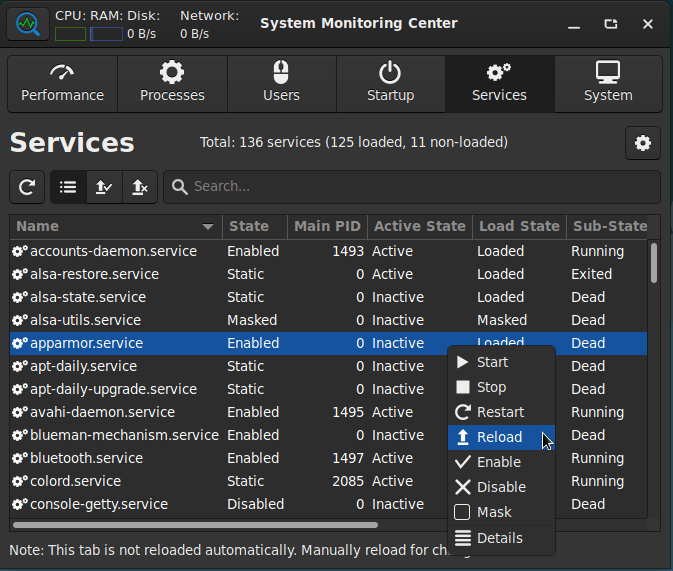 CPU: RAM: Disk: Network:
0 B/s 0 B/s
System Monitoring Center
Performance Processes Users Startup Services System
Services
Total: 136 services (125 loaded, 11 non-loaded)
Search...
Name State Main PID Active State Load State Sub-State
accounts-daemon.service Enabled 1493 Active Loaded Running
alsa-restore.service Static 0 Active Loaded Exited
alsa-state.service Static 0 Inactive Loaded Dead
alsa-utils.service Masked 0 Inactive Masked Dead
apparmor.service Enabled 0 Inactive Loaded Dead
apt-daily.service Static 0 Inactive Dead
apt-daily-upgrade.service Static 0 Inactive Dead
avahi-daemon.service Enabled 1495 Active Running
blueman-mechanism.service Enabled 0 Inactive Dead
bluetooth.service Enabled 1497 Active Running
colord.service Static 2085 Active Running
console-getty.service Disabled 0 Inactive Dead
Start
Stop
Restart
Reload
Enable
Disable
Mask
Details
Note: This tab is not reloaded automatically. Manually reload for